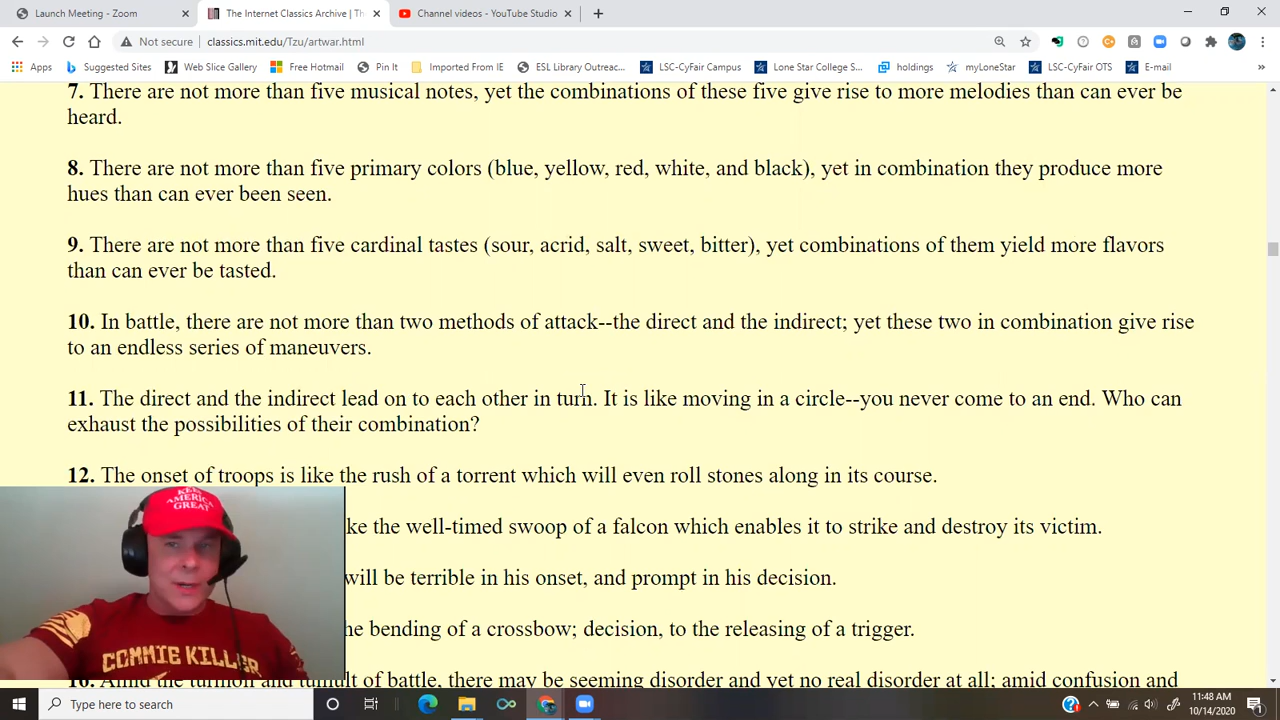 Launch Meeting - Zoom
The Internet Classics Archive | Th
Channel videos - YouTube Studio
Not secure | classics.mit.edu/Tzu/artwar.html
Apps Suggested Sites Web Slice Gallery Free Hotmail Pin It Imported From IE ESL Library Outreac... LSC-CyFair Campus Lone Star College S... holdings myLoneStar LSC-CyFair OTS E-mail
7. There are not more than five musical notes, yet the combinations of these five give rise to more melodies than can ever be
heard.
8. There are not more than five primary colors (blue, yellow, red, white, and black), yet in combination they produce more
hues than can ever been seen.
9. There are not more than five cardinal tastes (sour, acrid, salt, sweet, bitter), yet combinations of them yield more flavors
than can ever be tasted.
10. In battle, there are not more than two methods of attack--the direct and the indirect; yet these two in combination give rise
to an endless series of maneuvers.
11. The direct and the indirect lead on to each other in turn. It is like moving in a circle--you never come to an end. Who can
exhaust the possibilities of their combination?
12. The onset of troops is like the rush of a torrent which will even roll stones along in its course.
ke the well-timed swoop of a falcon which enables it to strike and destroy its victim.
will be terrible in his onset, and prompt in his decision.
he bending of a crossbow; decision, to the releasing of a trigger.
16. Amid the turmoil and tumult of battle, there may be seeming disorder and yet no real disorder at all; amid confusion and
KEEP
AMERICA
GREAT
COMMIE KILLER
Type here to search
11:48 AM
10/14/2020